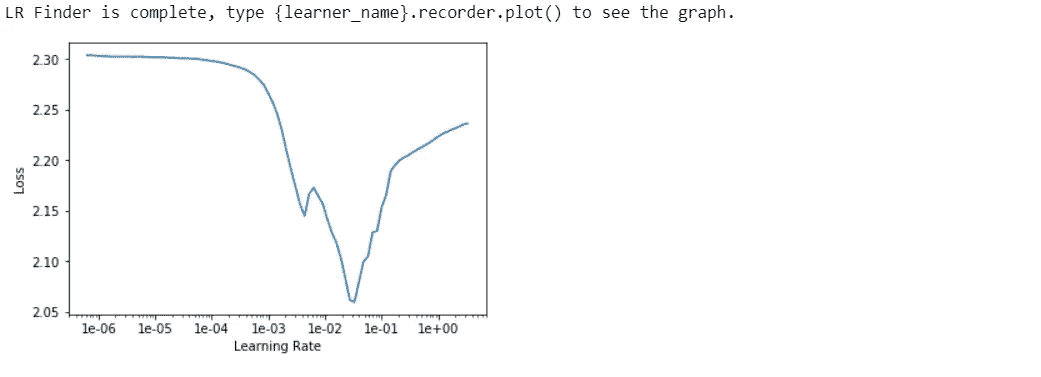 LR Finder is complete, type {learner_name}.recorder.plot() to see the graph.
2.30
2.25
2.20
2.15
2.10
2.05
Loss
1e-06 1e-05 1e-04 1e-03 1e-02 1e-01 1e+00
Learning Rate